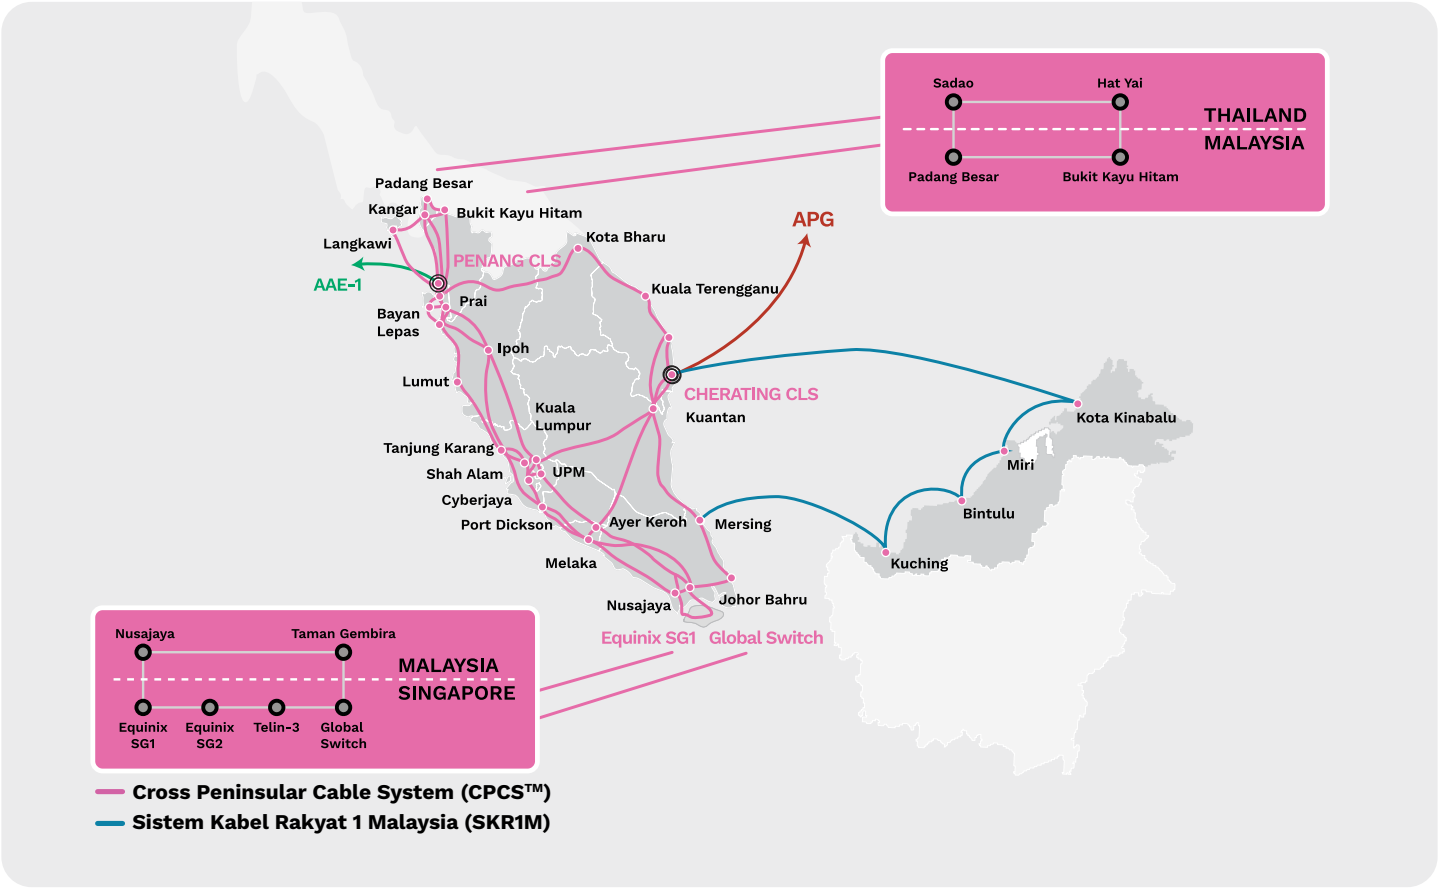 Sadao
Hat Yai
THAILAND
MALAYSIA
Padang Besar
Bukit Kayu Hitam
Padang Besar
Kangar
Bukit Kayu Hitam
Langkawi
Kota Bharu
APG
PENANG CLS
AAE-1
Kuala Terengganu
Prai
Bayan
Lepas
Ipoh
Lumut
CHERATING CLS
Kuala
Lumpur
Kuantan
Kota Kinabalu
Tanjung Karang
Shah Alam
UPM
Miri
Cyberjaya
Port Dickson
Ayer Keroh
Mersing
Bintulu
Melaka
Kuching
Nusajaya
Johor Bahru
Equinix SG1
Global Switch
Nusajaya
Taman Gembira
MALAYSIA
SINGAPORE
Equinix
SG1
Equinix
SG2
Telin-3
Global
Switch
Cross Peninsular Cable System (CPCS™)
Sistem Kabel Rakyat 1 Malaysia (SKR1M)